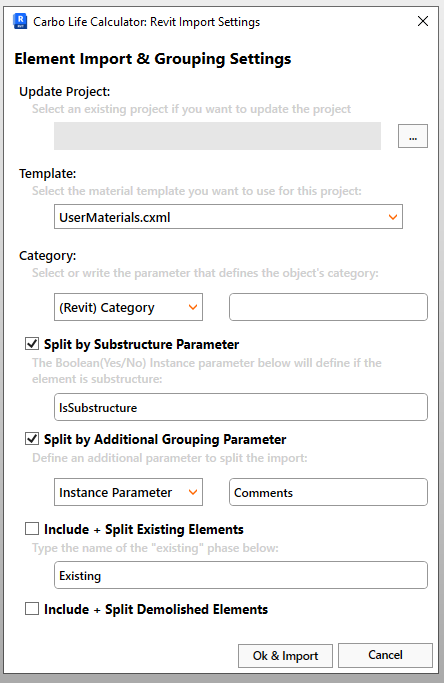 Carbo Life Calculator: Revit Import Settings
Element Import & Grouping Settings
Update Project:
Select an existing project if you want to update the project
...
Template:
Select the material template you want to use for this project:
UserMaterials.cxml
Category:
Select or write the parameter that defines the object's category:
(Revit) Category
Split by Substructure Parameter
The Boolean(Yes/No) Instance parameter below will define if the
element is substructure:
IsSubstructure
Split by Additional Grouping Parameter
Define an additional parameter to split the import:
Instance Parameter Comments
Include + Split Existing Elements
Type the name of the "existing" phase below:
Existing
Include + Split Demolished Elements
Ok & Import Cancel